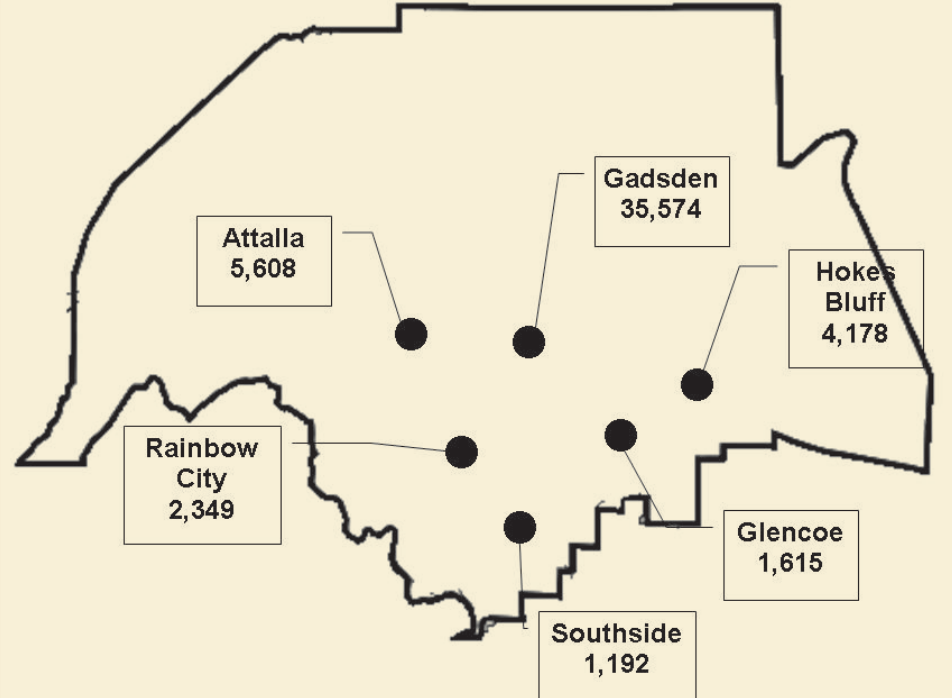 Gadsden
35,574
Attalla
5,608
Hokes
Bluff
4,178
Rainbow
City
2,349
Glencoe
1,615
Southside
1,192